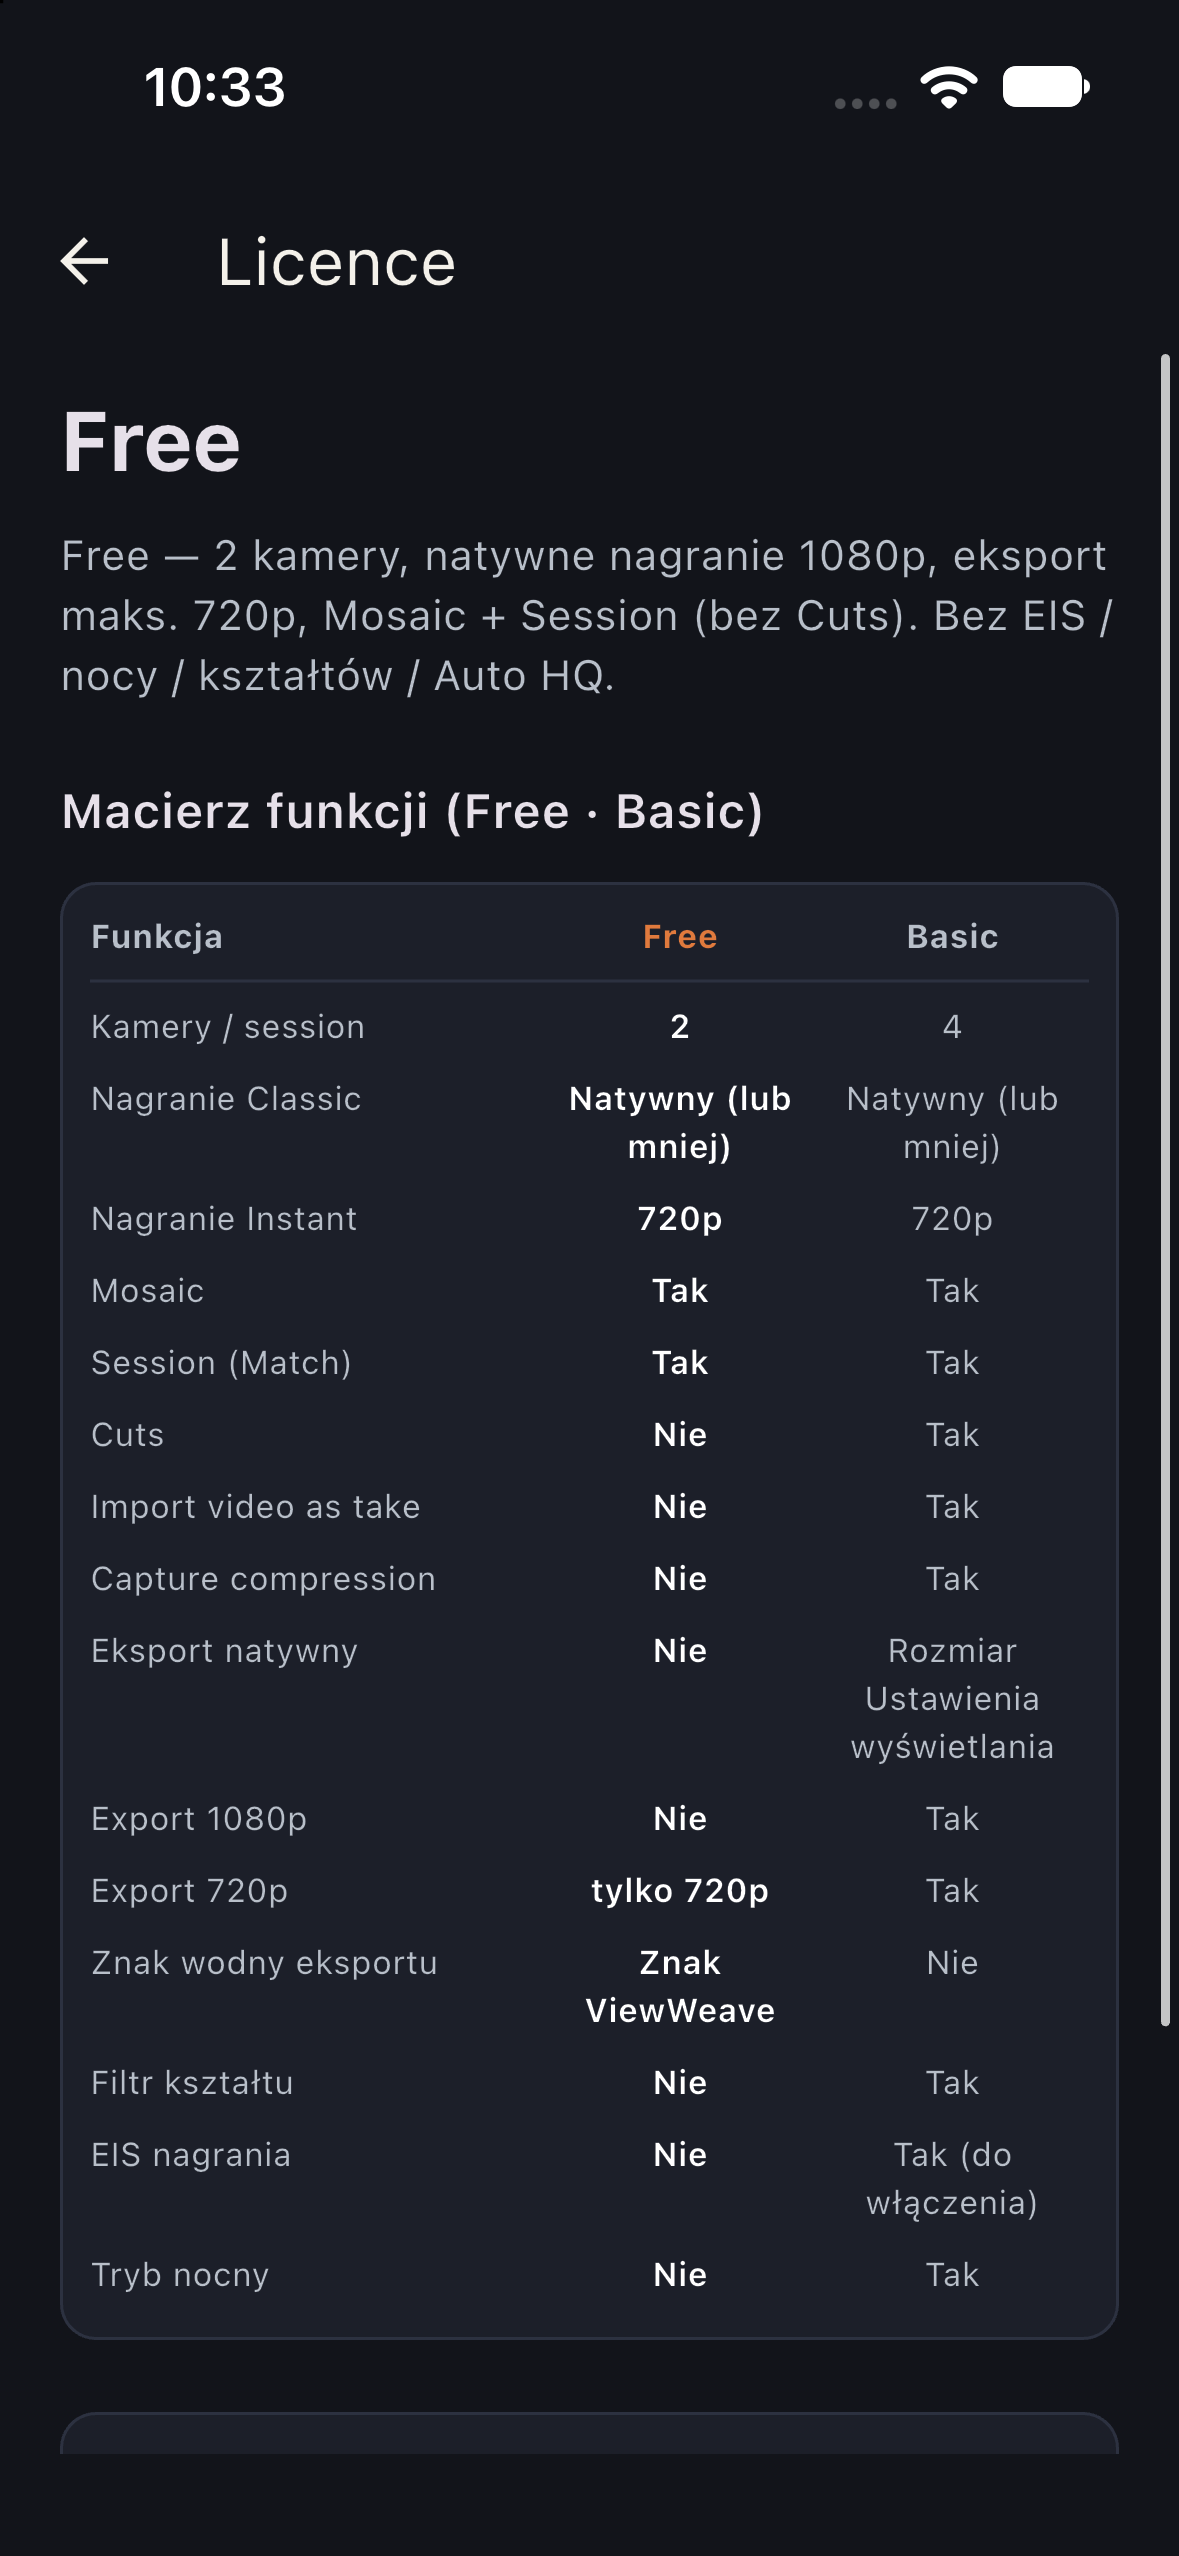 10:33
Licence
Free
Free — 2 kamery, natywne nagranie 1080p, eksport
maks. 720p, Mosaic + Session (bez Cuts). Bez EIS /
nocy / kształtów / Auto HQ.
Macierz funkcji (Free · Basic)
Funkcja Free Basic
Kamery / session 2 4
Nagranie Classic Natywny (lub Natywny (lub
mniej) mniej)
Nagranie Instant 720p 720p
Mosaic Tak Tak
Session (Match) Tak Tak
Cuts Nie Tak
Import video as take Nie Tak
Capture compression Nie Tak
Eksport natywny Nie Rozmiar
Ustawienia
wyświetlania
Export 1080p Nie Tak
Export 720p tylko 720p Tak
Znak wodny eksportu Znak Nie
ViewWeave
Filtr kształtu Nie Tak
EIS nagrania Nie Tak (do
włączenia)
Tryb nocny Nie Tak